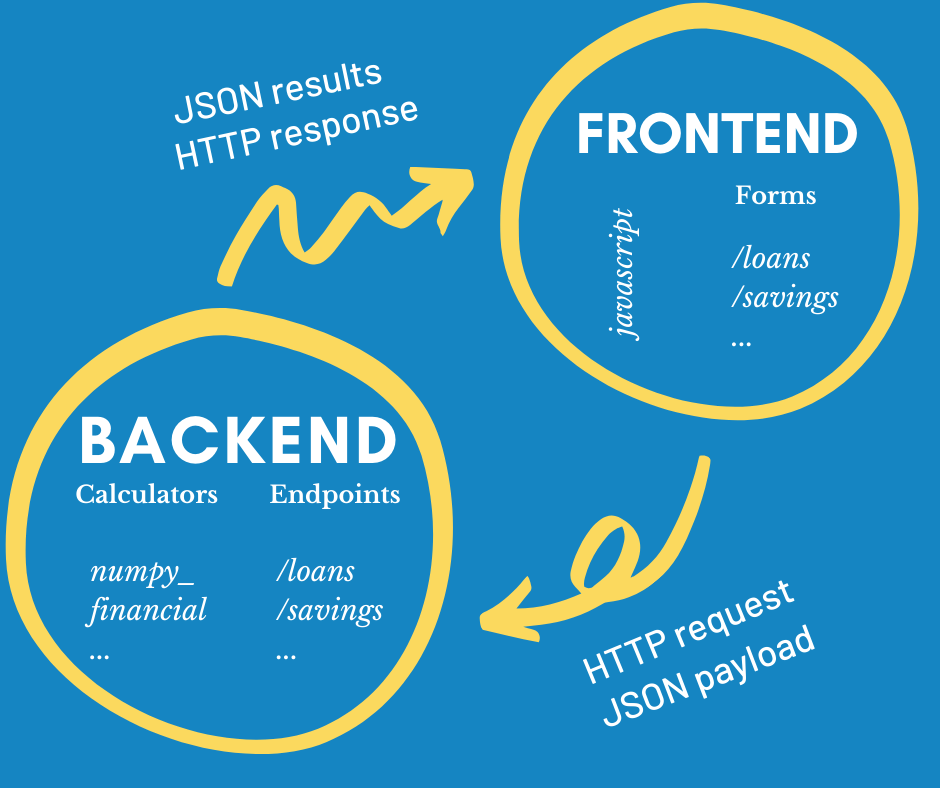 JSON results
HTTP response
FRONTEND
javascript
Forms
/loans
/savings
...
BACKEND
Calculators
numpy_
financial
...
Endpoints
/loans
/savings
...
HTTP request
JSON payload